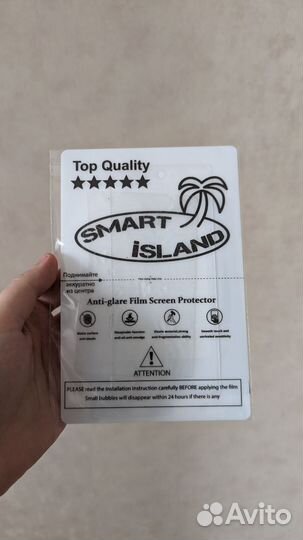 Top Quality
SMART
iSLAND
Поднимайте
аккуратно
из центра
Anti-glare Film Screen Protector
ATTENTION
PLEASE read the installation instruction carefully BEFORE applying the film
Small bubbles will disappear within 24 hours if there is any
Avito